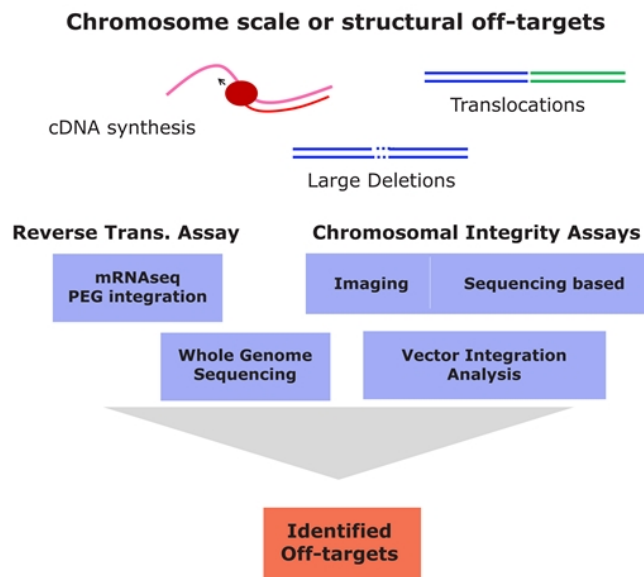 Chromosome scale or structural off-targets
cDNA synthesis
Translocations
Large Deletions
Reverse Trans. Assay
Chromosomal Integrity Assays
mRNAseq
PEG integration
Imaging
Sequencing based
Whole Genome
Sequencing
Vector Integration
Analysis
Identified
Off-targets